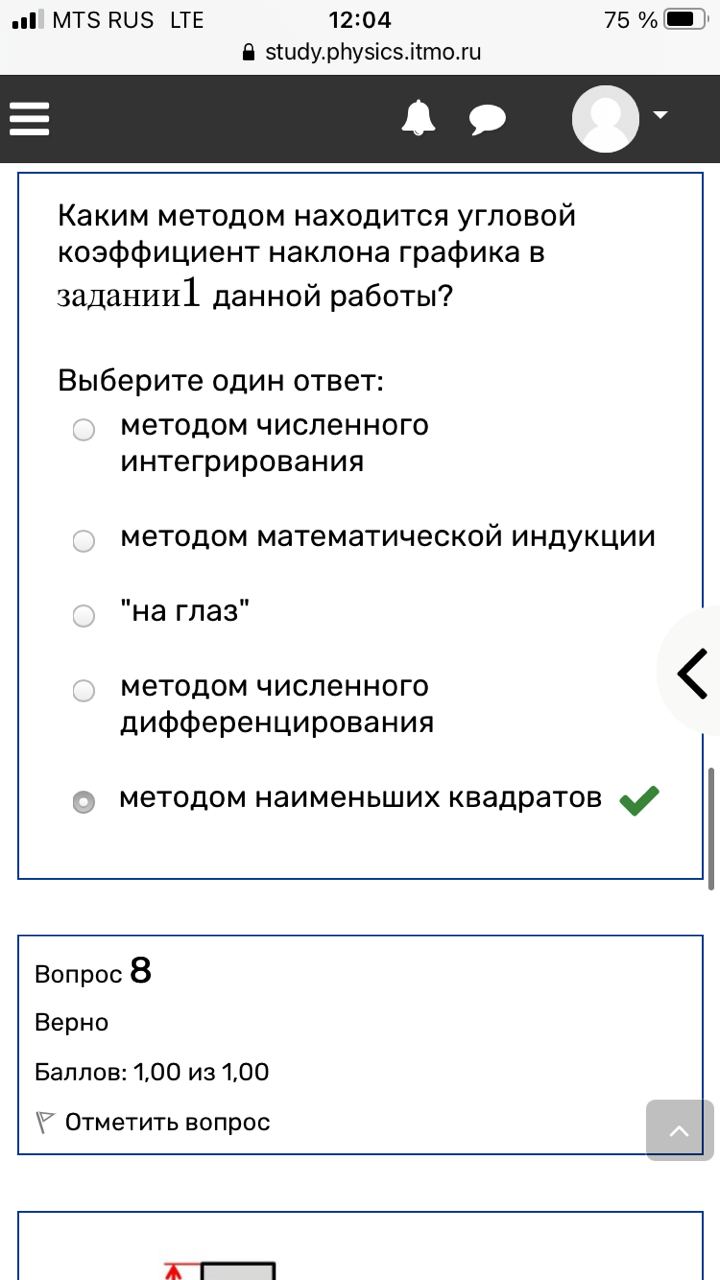 MTS RUS LTE 12:04 75 %
study.physics.itmo.ru
Каким методом находится угловой
коэффициент наклона графика в
задании1 данной работы?
Выберите один ответ:
методом численного
интегрирования
методом математической индукции
"на глаз"
методом численного
дифференцирования
методом наименьших квадратов
Вопрос 8
Верно
Баллов: 1,00 из 1,00
Отметить вопрос